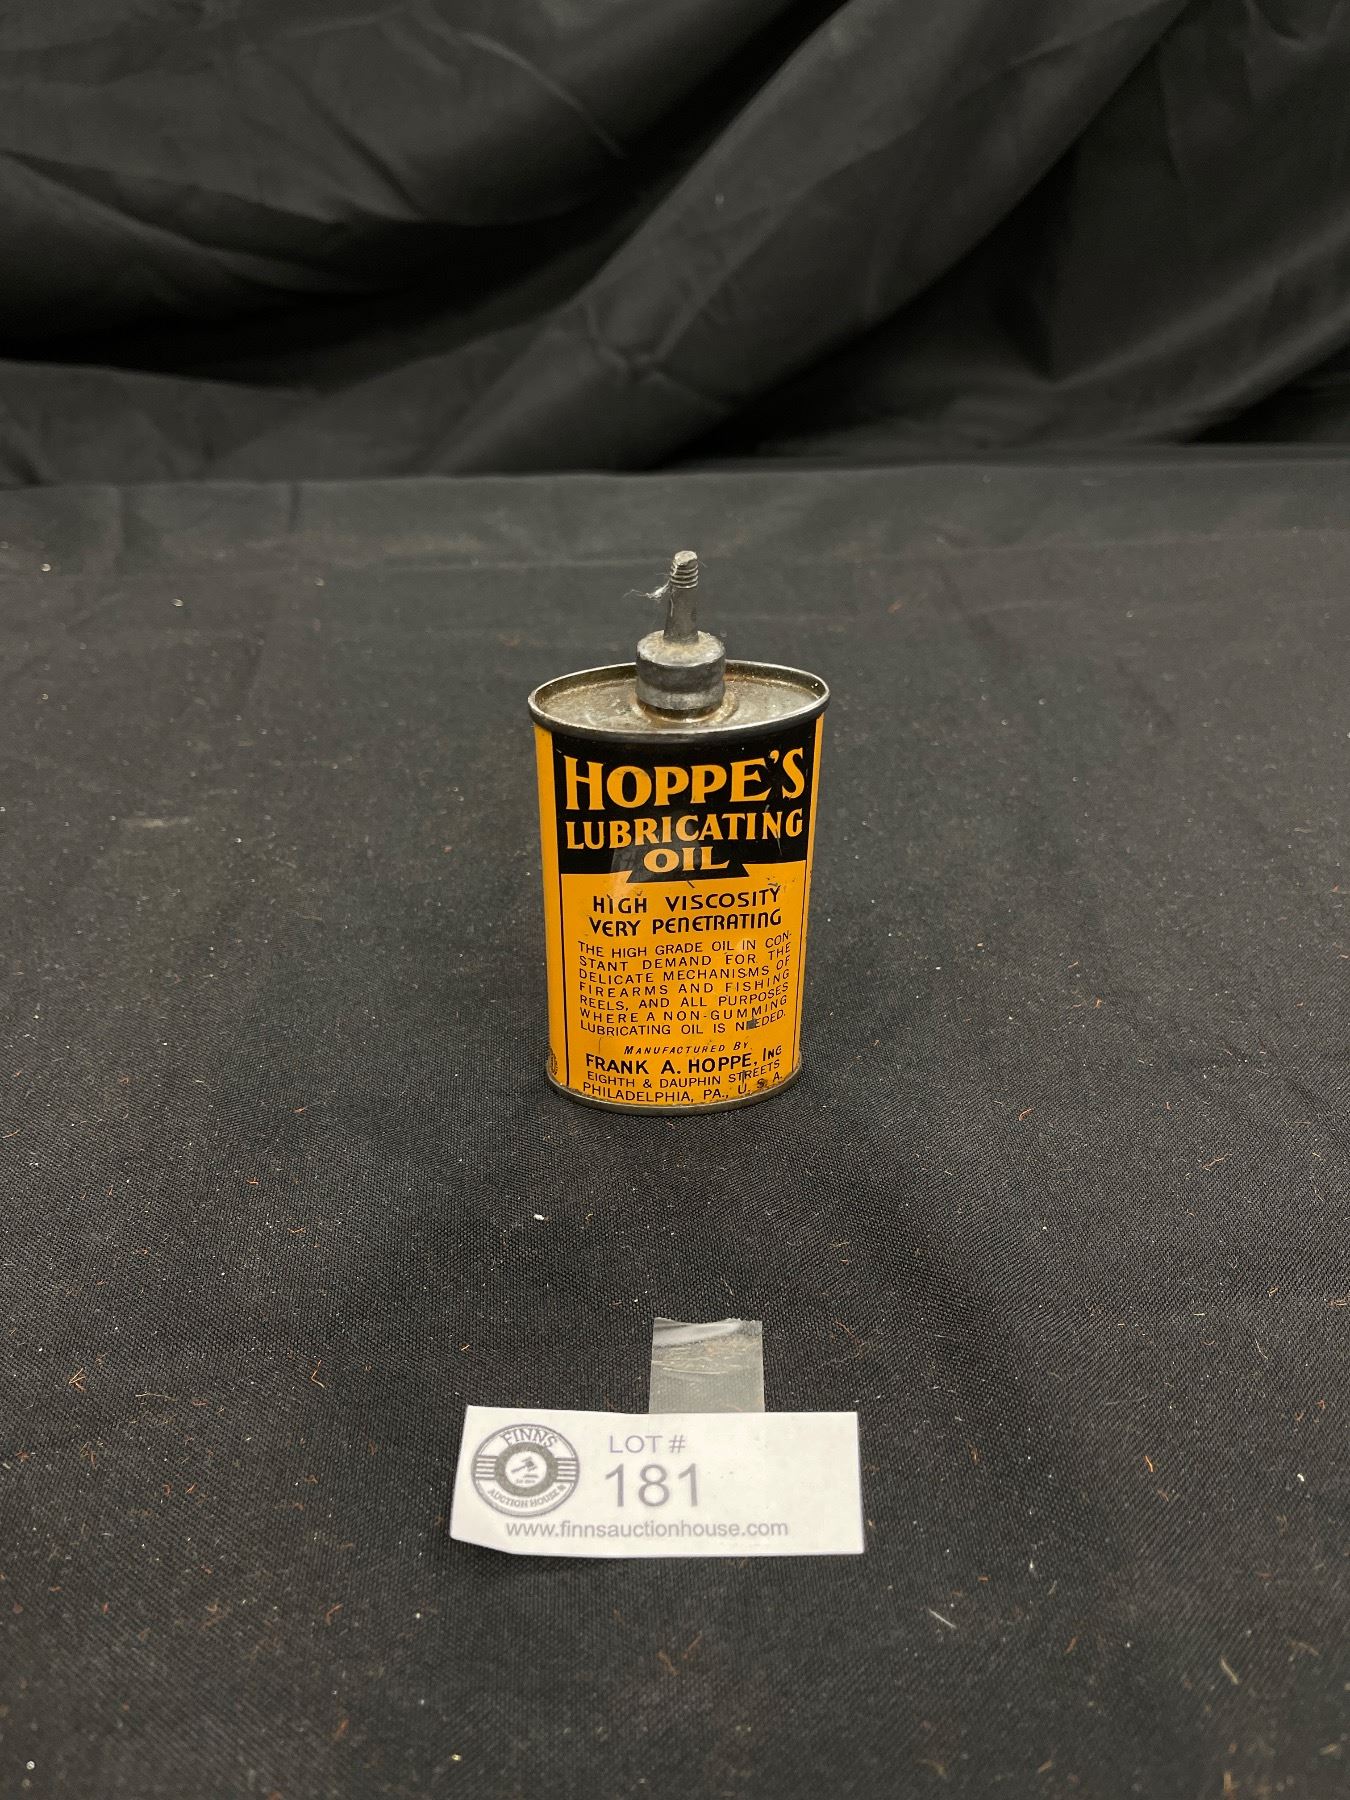 HOPPE'S
LUBRICATING
OIL
HIGH VISCOSITY
VERY PENETRATING
THE HIGH GRADE OIL IN CON-
STANT DEMAND FOR THE
DELICATE MECHANISMS OF
FIREARMS AND FISHING
REELS, AND ALL PURPOSES
WHERE A NON-GUMMING
LUBRICATING OIL IS NEEDED.
MANUFACTURED BY
FRANK A. HOPPE, INC
EIGHTH & DAUPHIN STREETS
PHILADELPHIA, PA., U. S. A.
FINNS
AUCTION HOUSE
LOT #
181
www.finnsauctionhouse.com